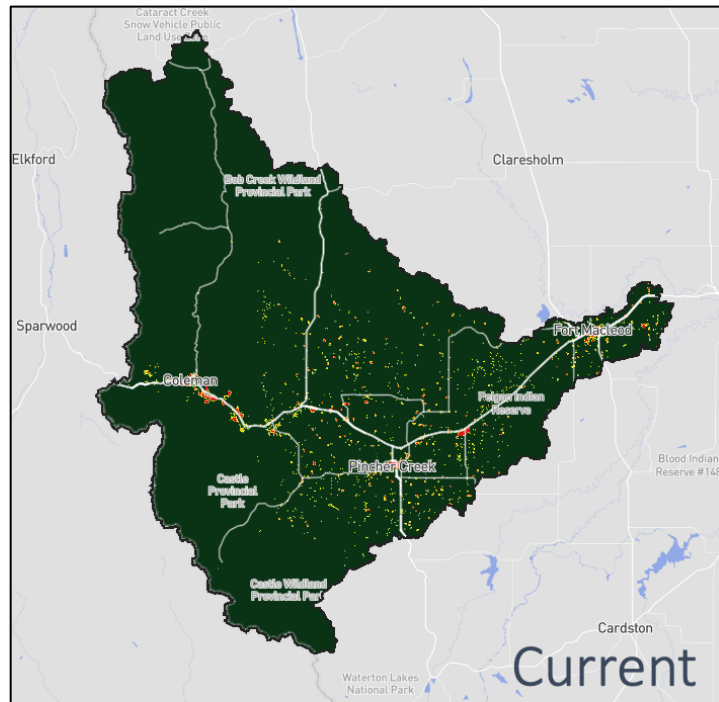 Cataract Creek
Snow Vehicle Public
Land Use
Elkford
Claresholm
Bob Creek Wildland
Provincial Park
Sparwood
Fort Macleod
Coleman
Peigan Indian
Reserve
Pincher Creek
Blood Indian
Reserve #148
Castle
Provincial
Park
Castle Wildland
Provincial Par
Cardston
Current
Waterton Lakes
National Park